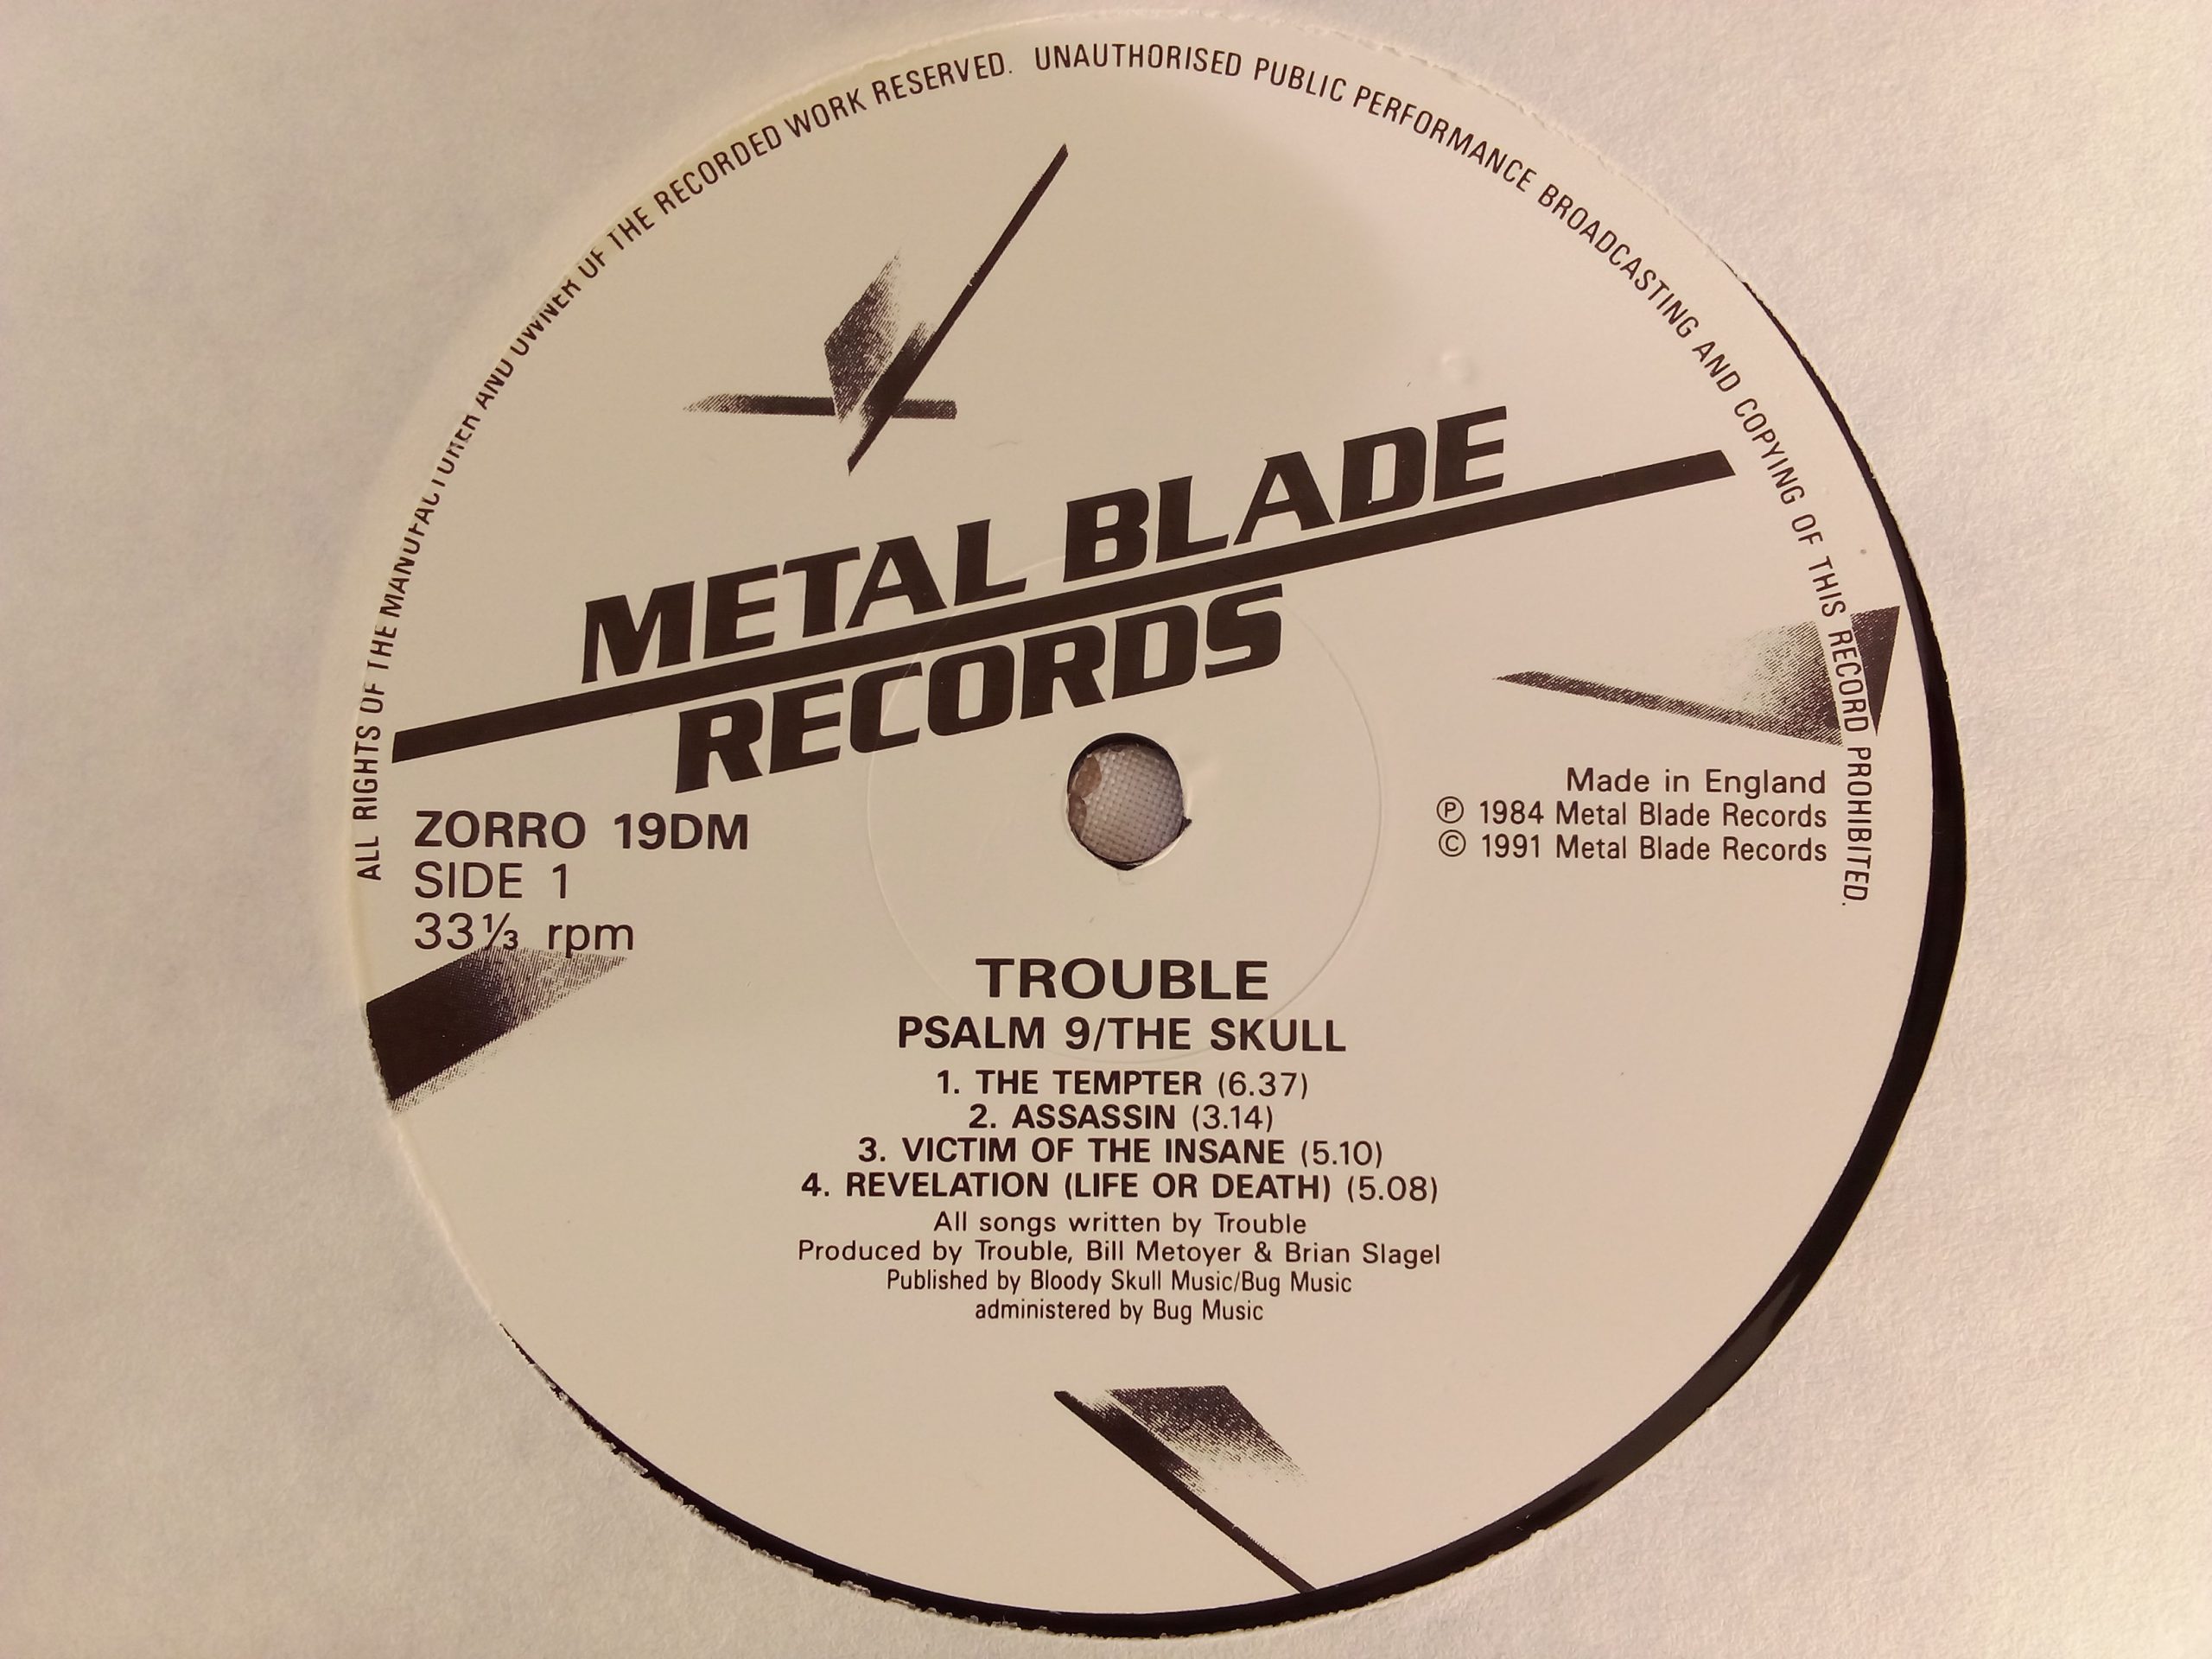 ALL RIGHTS OF THE MANUFACTURER AND OWNER OF THE RECORDED WORK RESERVED. UNAUTHORISED PUBLIC PERFORMANCE BROADCASTING AND COPYING OF THIS RECORD PROHIBITED.
METAL BLADE
RECORDS
ZORRO 19DM
SIDE 1
33⅓ rpm
Made in England
Ⓟ 1984 Metal Blade Records
© 1991 Metal Blade Records
TROUBLE
PSALM 9/THE SKULL
1. THE TEMPTER (6.37)
2. ASSASSIN (3.14)
3. VICTIM OF THE INSANE (5.10)
4. REVELATION (LIFE OR DEATH) (5.08)
All songs written by Trouble
Produced by Trouble, Bill Metoyer & Brian Slagel
Published by Bloody Skull Music/Bug Music
administered by Bug Music